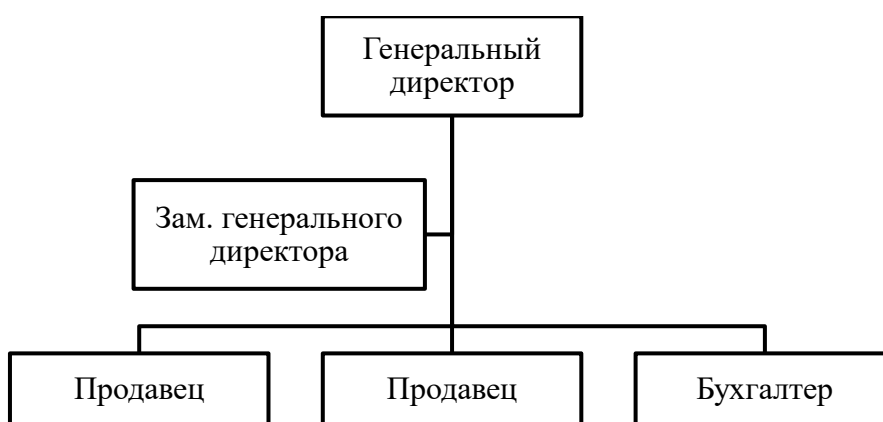 Генеральный
директор
Зам. генерального
директора
Продавец
Продавец
Бухгалтер